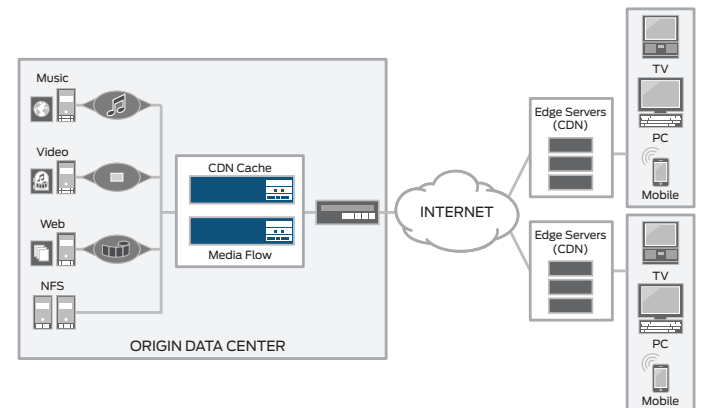 Music
Video
Web
NFS
CDN Cache
Media Flow
ORIGIN DATA CENTER
INTERNET
Edge Servers
(CDN)
TV
PC
Mobile
Edge Servers
(CDN)
TV
PC
Mobile